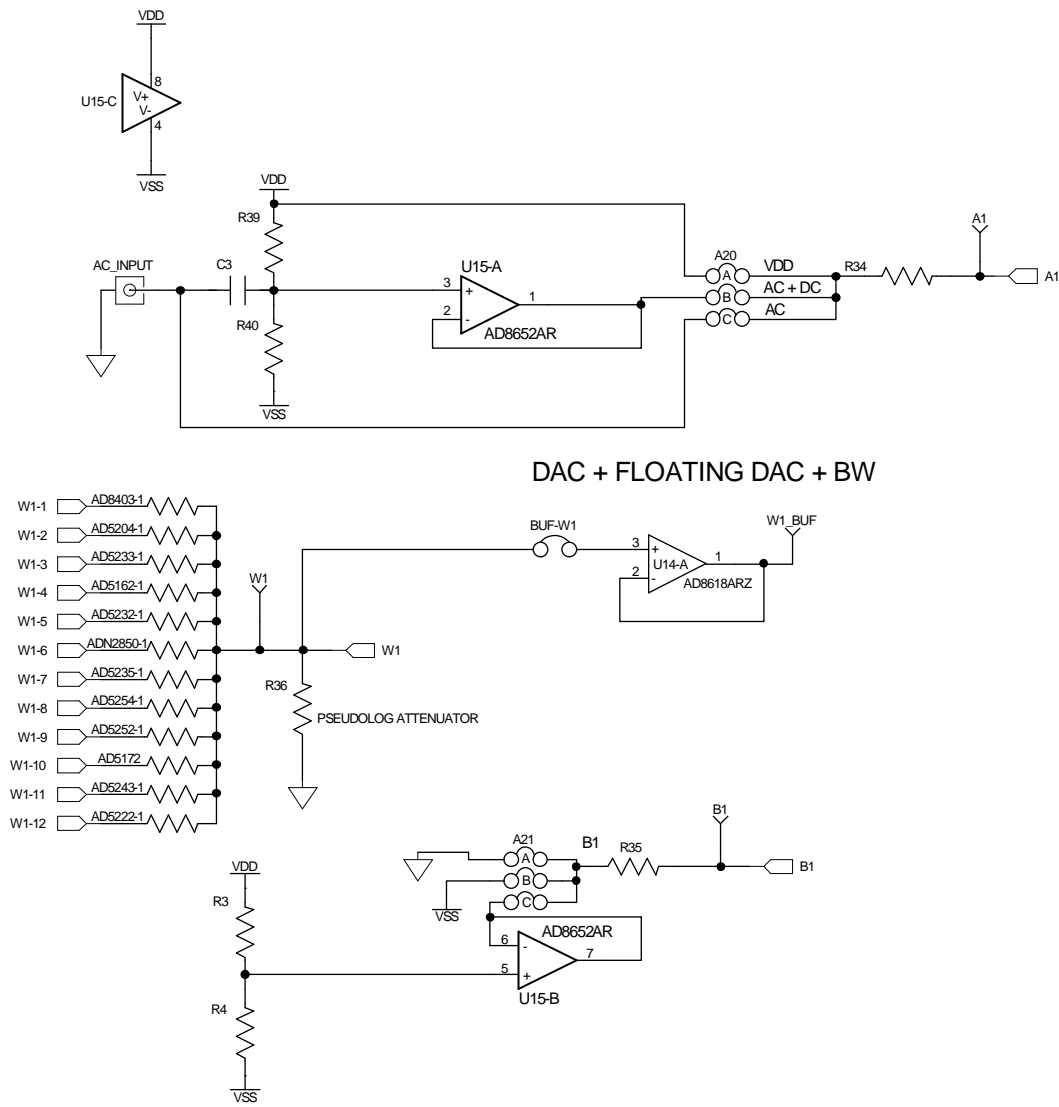 VDD
8
U15-C
V+
V-
4
VSS
VDD
R39
A1
AC_INPUT
C3
U15-A
A20
VDD
R34
3
+
1
A
A1
2
-
B
AC + DC
R40
AD8652AR
C
AC
VSS
DAC + FLOATING DAC + BW
W1-1
AD8403-1
W1-2
AD5204-1
W1-3
AD5233-1
W1-4
AD5162-1
W1-5
AD5232-1
W1-6
ADN2850-1
W1-7
AD5235-1
W1-8
AD5254-1
W1-9
AD5252-1
W1-10
AD5172
W1-11
AD5243-1
W1-12
AD5222-1
W1
W1
R36
PSEUDOLOG ATTENUATOR
BUF-W1
3
+
U14-A
1
2
-
AD8618ARZ
W1_BUF
A21
B1
R35
B1
A
B1
B
C
VSS
VDD
R3
AD8652AR
6
-
7
5
+
U15-B
R4
VSS